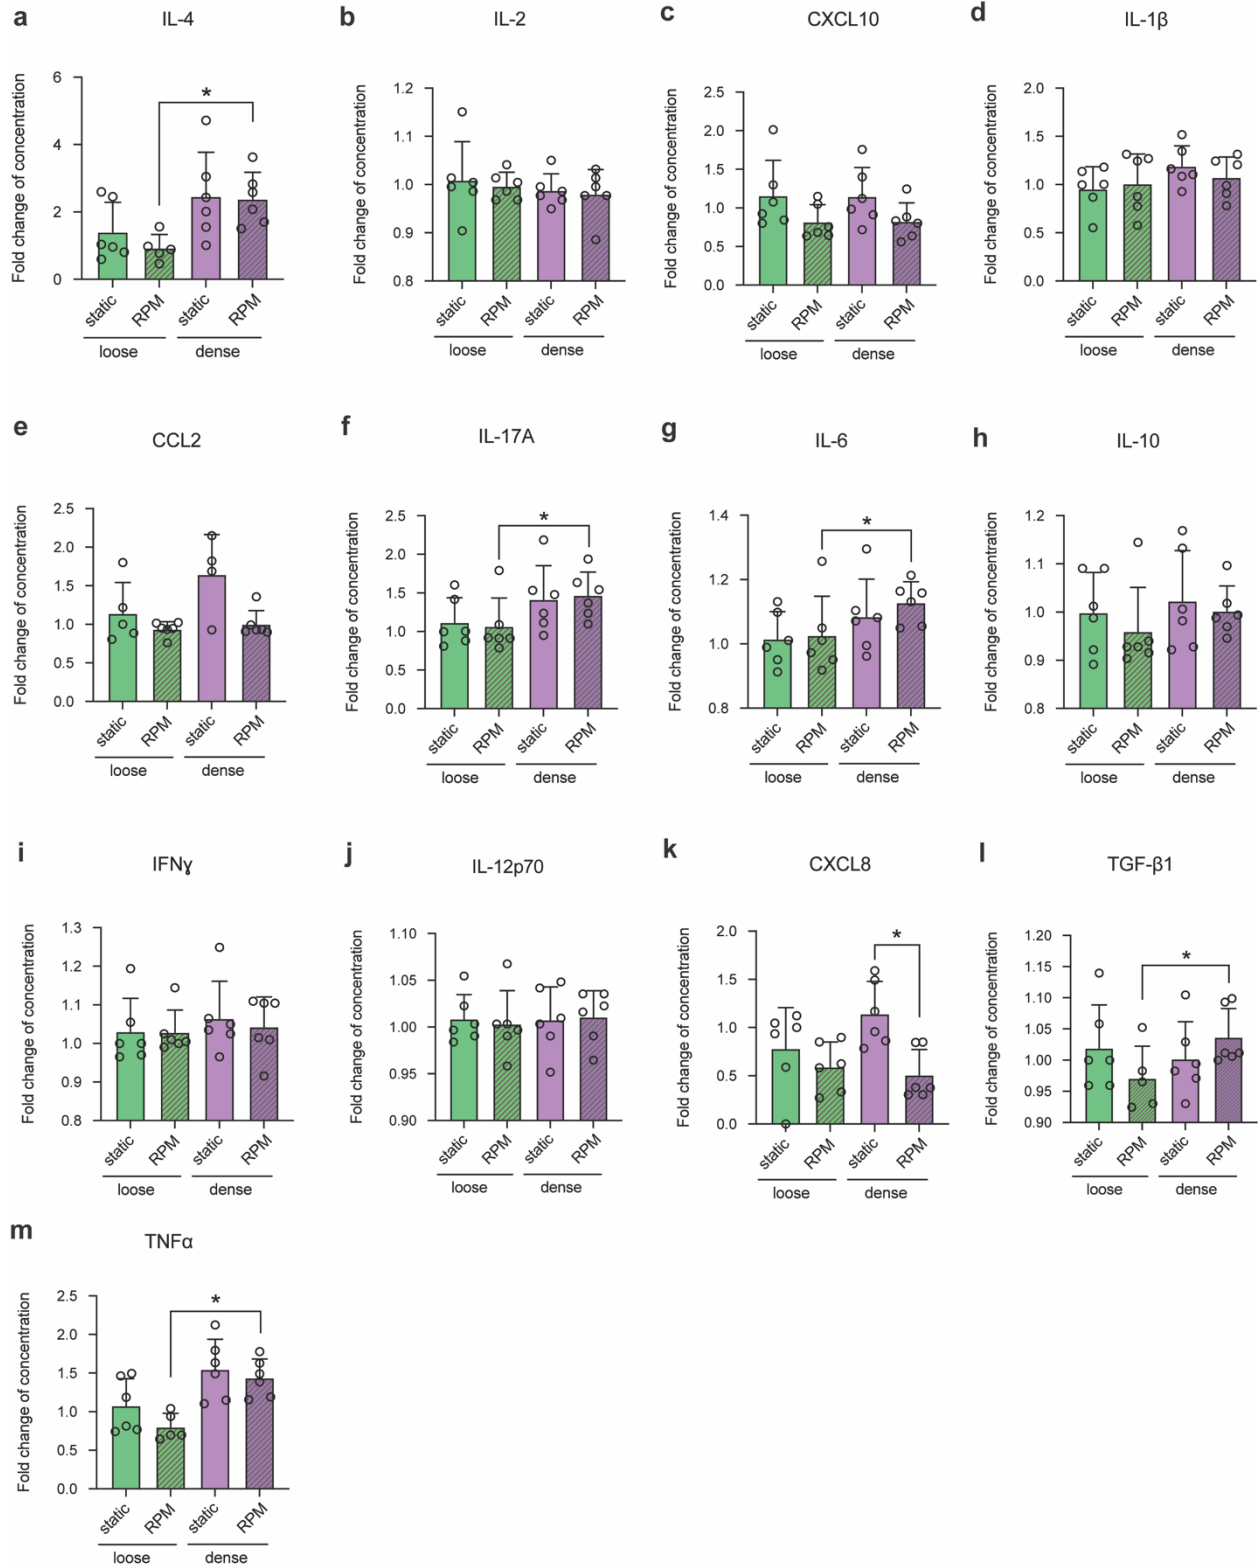 a
IL-4
Fold change of concentration
6
4
2
0
*
static
RPM
static
RPM
loose
dense
b
IL-2
Fold change of concentration
1.2
1.1
1.0
0.9
0.8
static
RPM
static
RPM
loose
dense
c
CXCL10
Fold change of concentration
2.5
2.0
1.5
1.0
0.5
0.0
static
RPM
static
RPM
loose
dense
d
IL-1β
Fold change of concentration
2.0
1.5
1.0
0.5
0.0
static
RPM
static
RPM
loose
dense
e
CCL2
Fold change of concentration
2.5
2.0
1.5
1.0
0.5
0.0
static
RPM
static
RPM
loose
dense
f
IL-17A
Fold change of concentration
2.5
2.0
1.5
1.0
0.5
0.0
*
static
RPM
static
RPM
loose
dense
g
IL-6
Fold change of concentration
1.4
1.2
1.0
0.8
*
static
RPM
static
RPM
loose
dense
h
IL-10
Fold change of concentration
1.2
1.1
1.0
0.9
0.8
static
RPM
static
RPM
loose
dense
i
IFNɣ
Fold change of concentration
1.3
1.2
1.1
1.0
0.9
0.8
static
RPM
static
RPM
loose
dense
j
IL-12p70
Fold change of concentration
1.10
1.05
1.00
0.95
0.90
static
RPM
static
RPM
loose
dense
k
CXCL8
Fold change of concentration
2.0
1.5
1.0
0.5
0.0
*
static
RPM
static
RPM
loose
dense
l
TGF-β1
Fold change of concentration
1.20
1.15
1.10
1.05
1.00
0.95
0.90
*
static
RPM
static
RPM
loose
dense
m
TNFα
Fold change of concentration
2.5
2.0
1.5
1.0
0.5
0.0
*
static
RPM
static
RPM
loose
dense